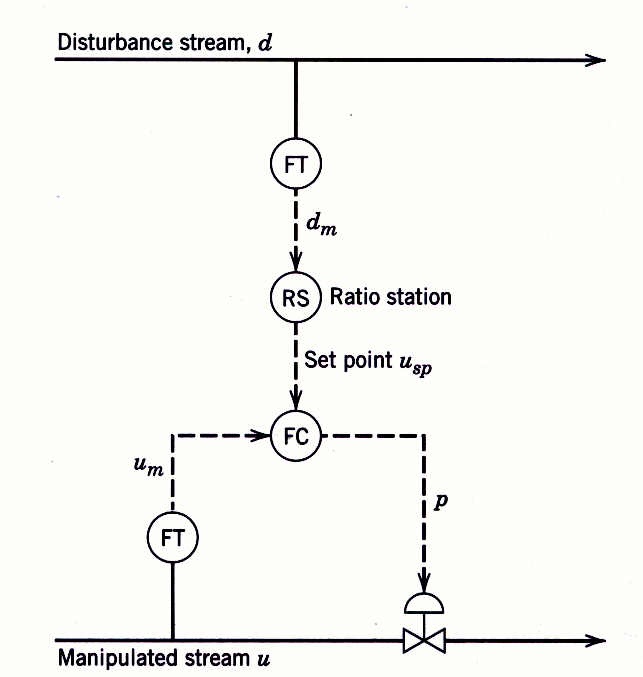 Disturbance stream, d
FT
d_m
RS Ratio station
Set point u_sp
FC
u_m
p
FT
Manipulated stream u